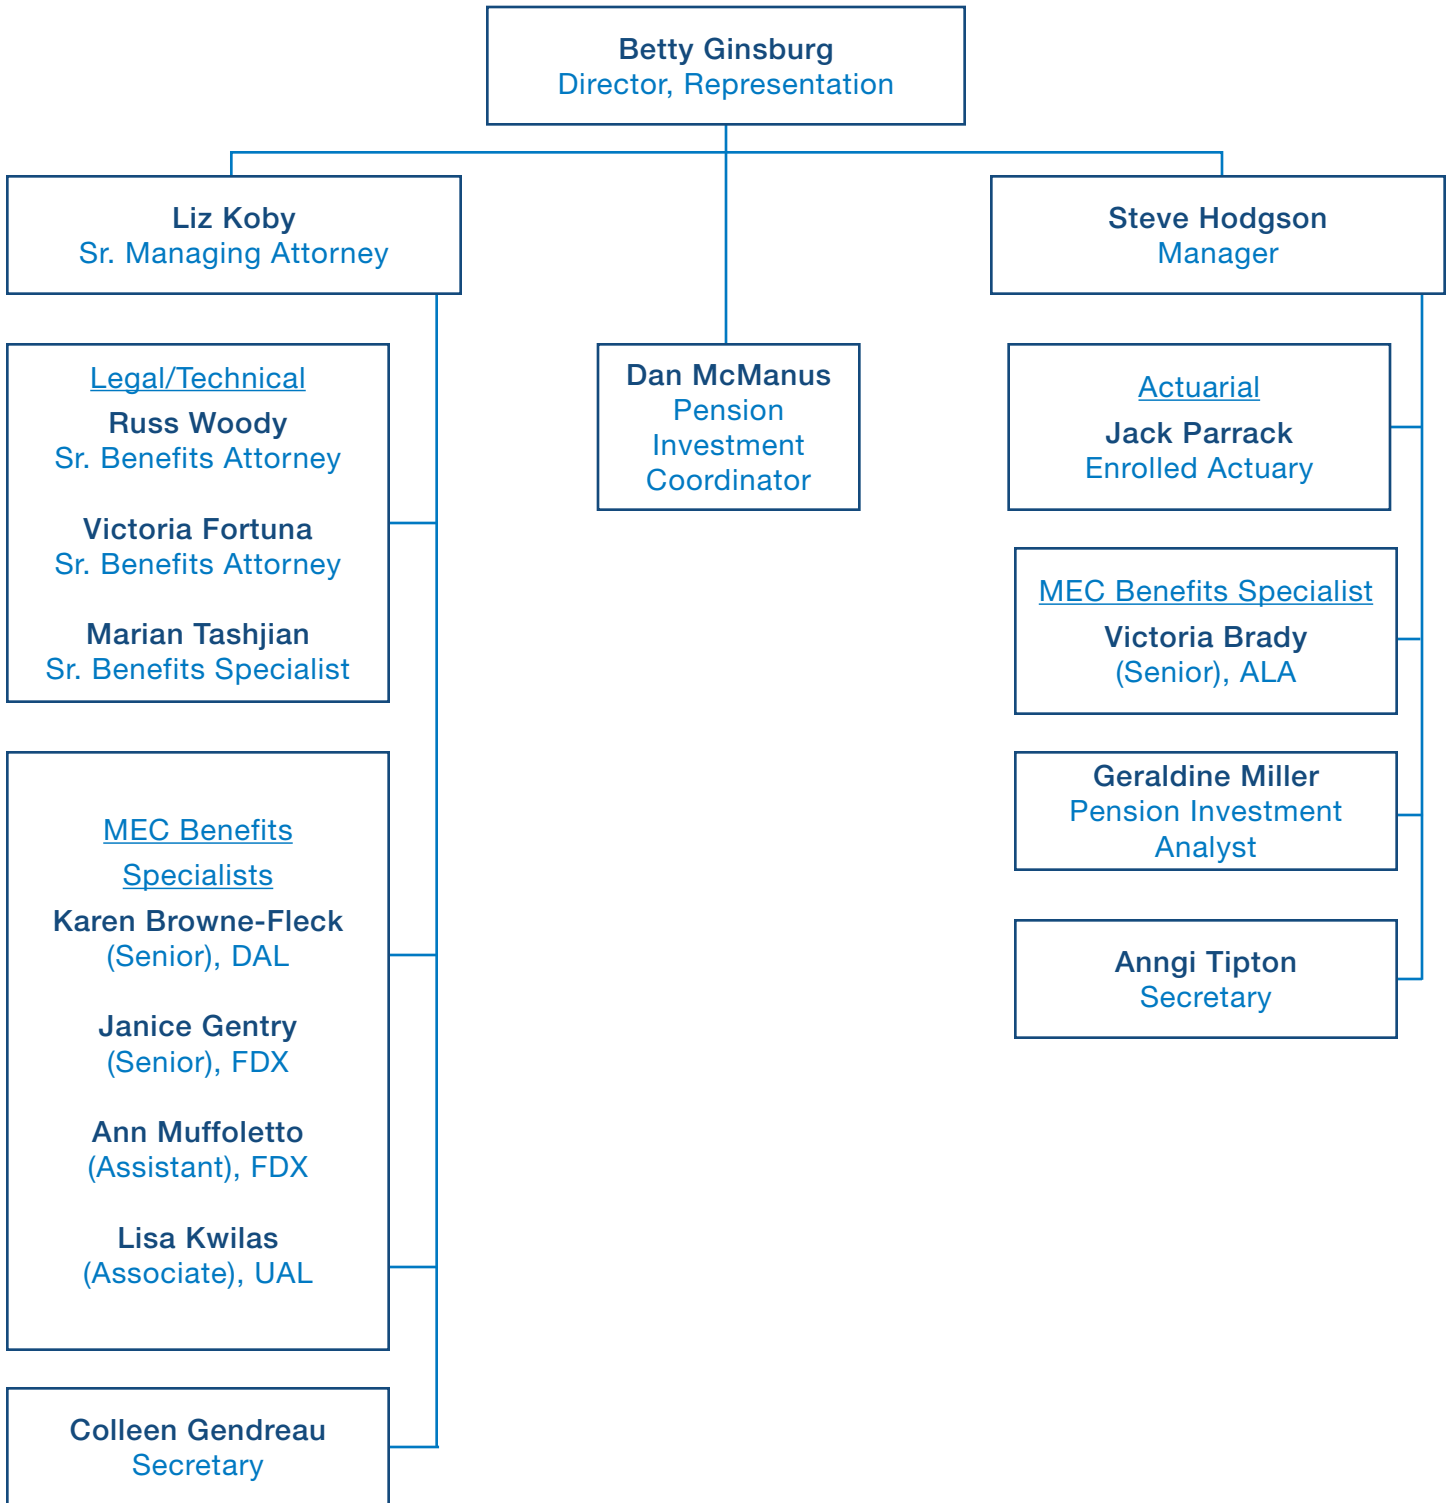 Betty Ginsburg
Director, Representation
Liz Koby
Sr. Managing Attorney
Steve Hodgson
Manager
Legal/Technical
Russ Woody
Sr. Benefits Attorney
Victoria Fortuna
Sr. Benefits Attorney
Marian Tashjian
Sr. Benefits Specialist
Dan McManus
Pension
Investment
Coordinator
Actuarial
Jack Parrack
Enrolled Actuary
MEC Benefits Specialist
Victoria Brady
(Senior), ALA
MEC Benefits
Specialists
Karen Browne-Fleck
(Senior), DAL
Janice Gentry
(Senior), FDX
Ann Muffoletto
(Assistant), FDX
Lisa Kwilas
(Associate), UAL
Geraldine Miller
Pension Investment
Analyst
Anngi Tipton
Secretary
Colleen Gendreau
Secretary